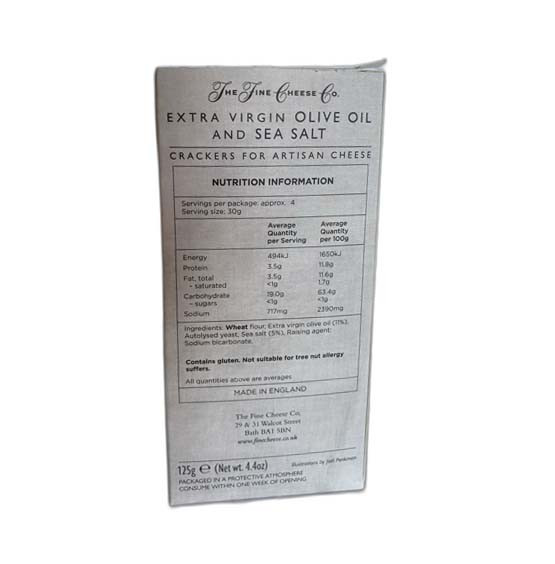 THE FINE CHEESE CO.
EXTRA VIRGIN OLIVE OIL
AND SEA SALT
CRACKERS FOR ARTISAN CHEESE
NUTRITION INFORMATION
Servings per package: approx. 4
Serving size: 30g
Average Quantity per Serving Average Quantity per 100g
Energy 494kJ 1650kJ
Protein 3.5g 11.8g
Fat, total 3.5g 11.6g
- saturated <1g 1.7g
Carbohydrate 19.0g 63.4g
- sugars <1g <1g
Sodium 717mg 2390mg
Ingredients: Wheat flour, Extra virgin olive oil (11%),
Autolysed yeast, Sea salt (5%), Raising agent:
Sodium bicarbonate.
Contains gluten. Not suitable for tree nut allergy
suffers.
All quantities above are averages
MADE IN ENGLAND
The Fine Cheese Co.
29 & 31 Walcot Street
Bath BA1 5BN
www.finecheese.co.uk
125g ℮ (Net wt. 4.4oz)
Illustrations by Jodi Penkman
PACKAGED IN A PROTECTIVE ATMOSPHERE
CONSUME WITHIN ONE WEEK OF OPENING